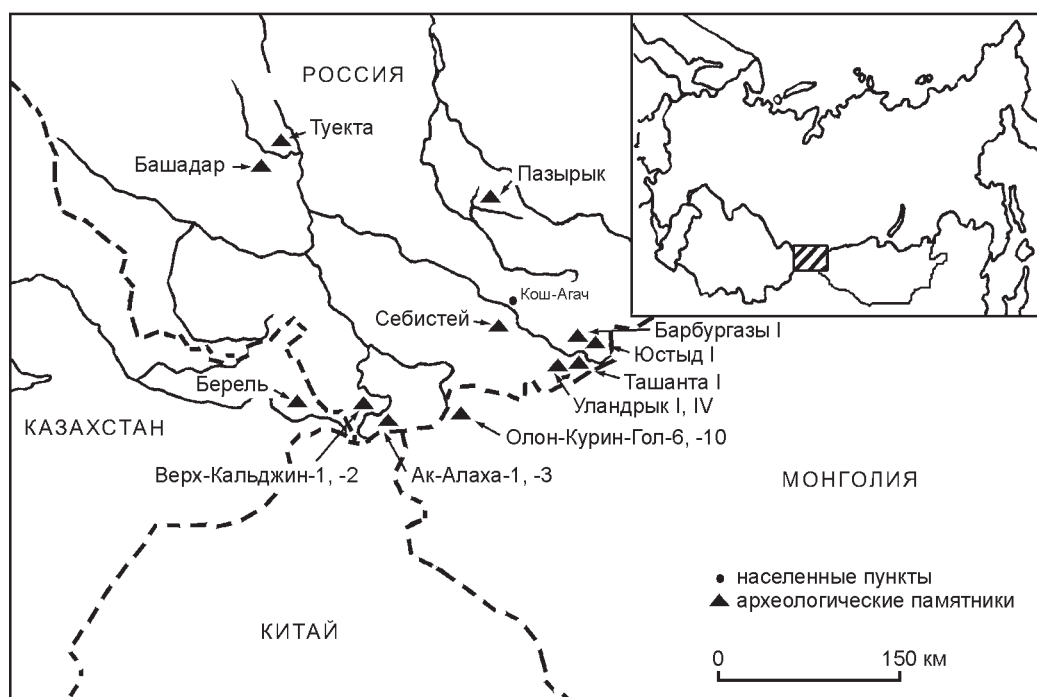 РОССИЯ
Туекта
Башадар
Пазырык
Кош-Агач
Себистей
Барбургазы I
Юстыд I
Ташанта I
Уландрык I, IV
Берель
КАЗАХСТАН
Олон-Курин-Гол-6, -10
Верх-Кальджин-1, -2
Ак-Алаха-1, -3
МОНГОЛИЯ
населенные пункты
археологические памятники
КИТАЙ
0 150 км